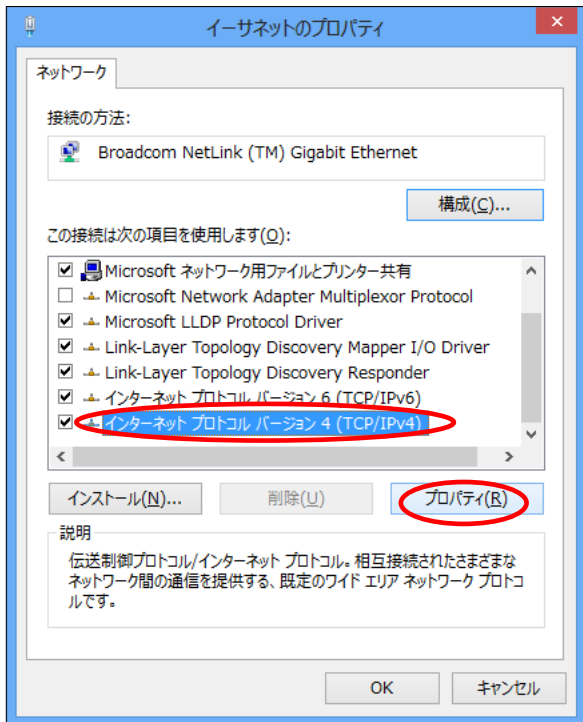 イーサネットのプロパティ
ネットワーク
接続の方法:
Broadcom NetLink (TM) Gigabit Ethernet
構成(C)...
この接続は次の項目を使用します(O):
Microsoft ネットワーク用ファイルとプリンター共有
Microsoft Network Adapter Multiplexor Protocol
Microsoft LLDP Protocol Driver
Link-Layer Topology Discovery Mapper I/O Driver
Link-Layer Topology Discovery Responder
インターネット プロトコル バージョン 6 (TCP/IPv6)
インターネット プロトコル バージョン 4 (TCP/IPv4)
インストール(N)...
削除(U)
プロパティ(R)
説明
伝送制御プロトコル/インターネット プロトコル。相互接続されたさまざまな
ネットワーク間の通信を提供する、既定のワイド エリア ネットワーク プロトコ
ルです。
OK
キャンセル